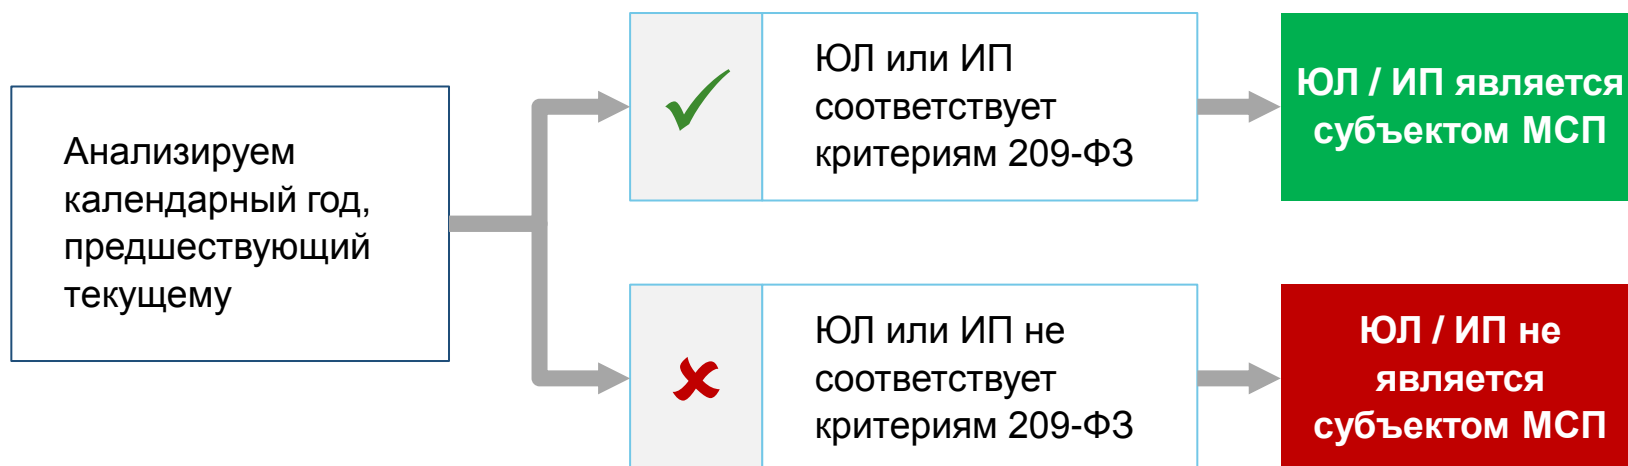 Анализируем
календарный год,
предшествующий
текущему
ЮЛ или ИП
соответствует
критериям 209-ФЗ
ЮЛ / ИП является
субъектом МСП
ЮЛ или ИП не
соответствует
критериям 209-ФЗ
ЮЛ / ИП не
является
субъектом МСП